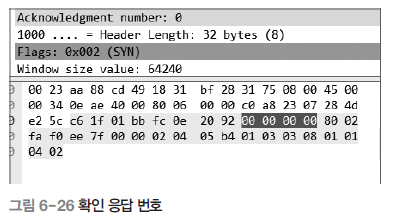 Acknowledgment number: 0
1000 .... = Header Length: 32 bytes (8)
Flags: 0x002 (SYN)
Window size value: 64240
00 23 aa 88 cd 49 18 31 bf 28 31 75 08 00 45 00
00 34 0e ae 40 00 80 06 00 00 c0 a8 23 07 28 4d
e2 5c c6 1f 01 bb fc 0e 20 92 00 00 00 00 80 02
fa f0 ee 7f 00 00 02 04 05 b4 01 03 03 08 01 01
04 02
그림 6-26 확인 응답 번호